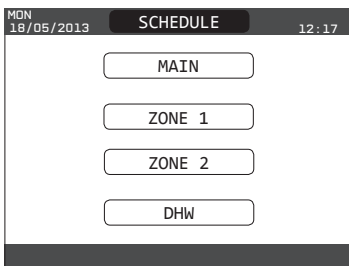 MON
18/05/2013
SCHEDULE
12:17
MAIN
ZONE 1
ZONE 2
DHW